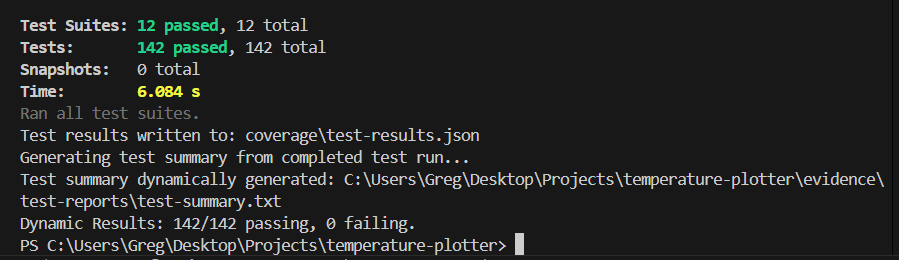 Test Suites: 12 passed, 12 total
Tests:       142 passed, 142 total
Snapshots:   0 total
Time:        6.084 s
Ran all test suites.
Test results written to: coverage\test-results.json
Generating test summary from completed test run...
Test summary dynamically generated: C:\Users\Greg\Desktop\Projects\temperature-plotter\evidence\
test-reports\test-summary.txt
Dynamic Results: 142/142 passing, 0 failing.
PS C:\Users\Greg\Desktop\Projects\temperature-plotter>